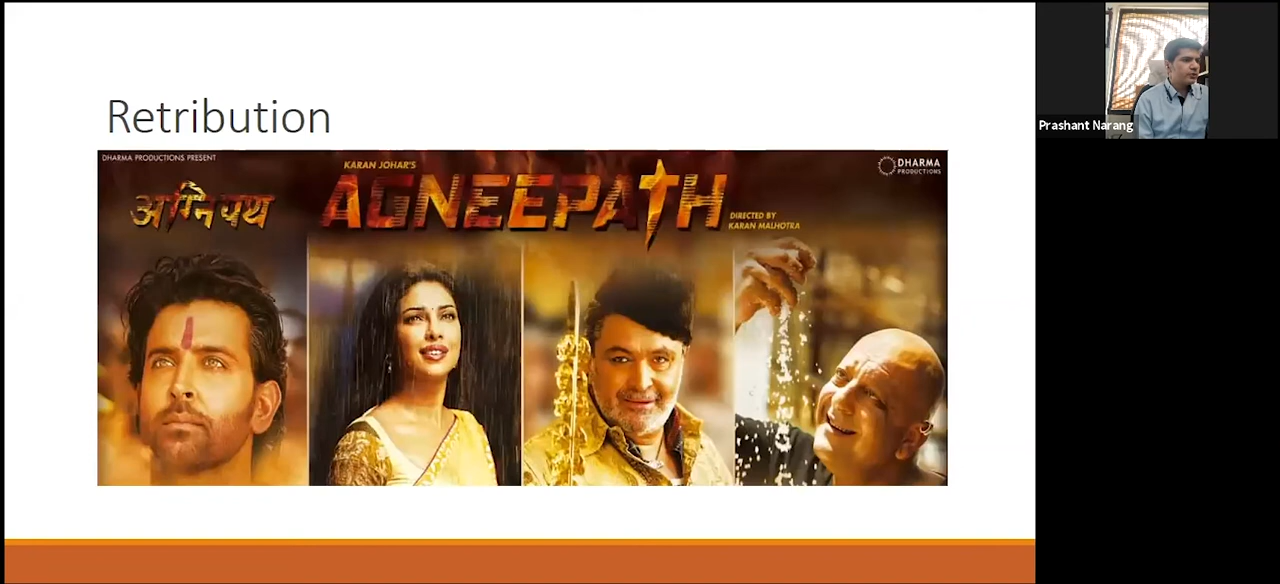 Retribution
DHARMA PRODUCTIONS PRESENT
KARAN JOHAR'S
DHARMA
PRODUCTIONS
अग्निपथ
AGNEEPATH
DIRECTED BY
KARAN MALHOTRA
Prashant Narang